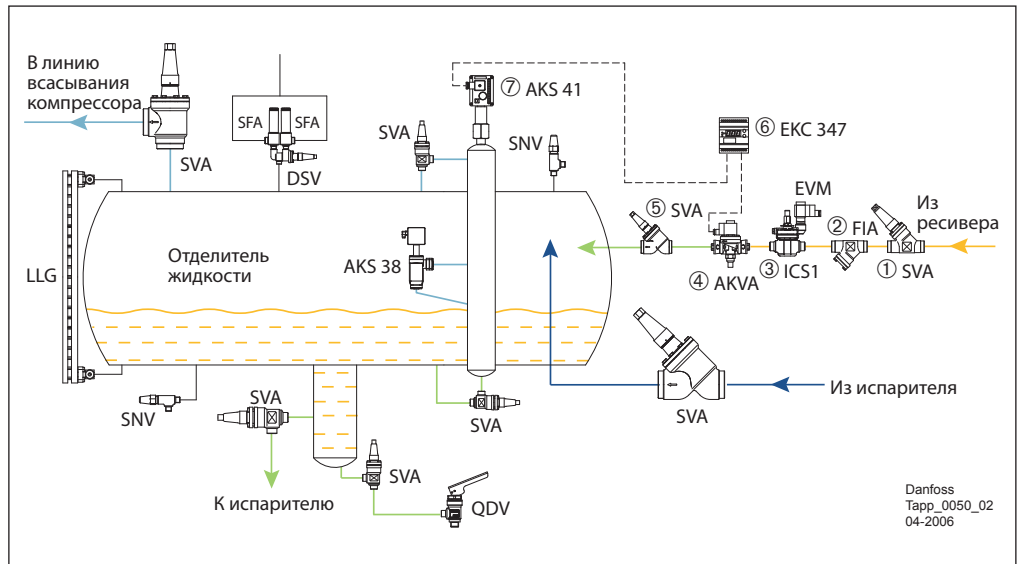 В линию
всасывания
компрессора
SVA
SFA
SFA
DSV
SVA
⑦ AKS 41
SNV
⑥ EKC 347
EVM
Из
ресивера
⑤ SVA
② FIA
④ AKVA
③ ICS1
① SVA
LLG
Отделитель
жидкости
AKS 38
SNV
SVA
SVA
SVA
Из испарителя
К испарителю
SVA
QDV
Danfoss
Tapp_0050_02
04-2006